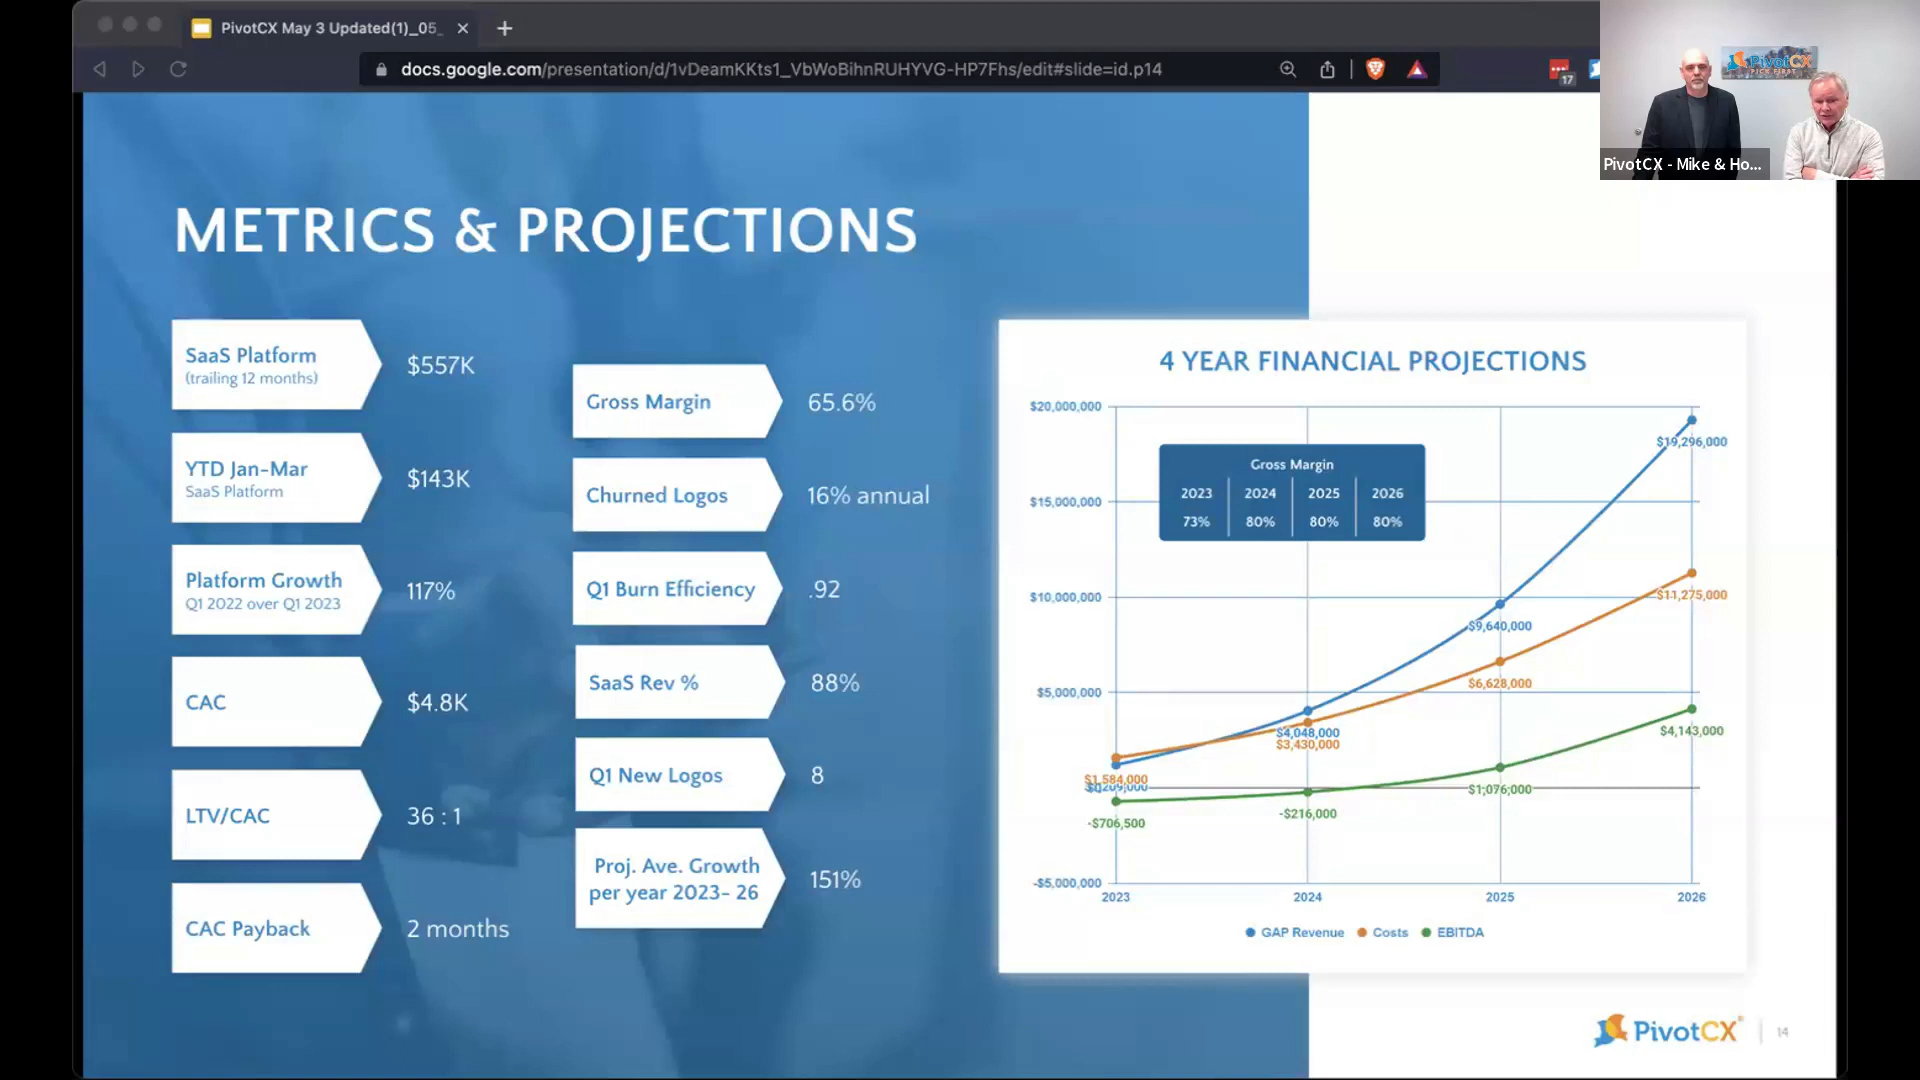 PivotCX May 3 Updated(1)_05_
docs.google.com/presentation/d/1vDeamKKts1_VbWoBihnRUHYVG-HP7Fhs/edit#slide=id.p14
17
PivotCX
PICK FIRST
PivotCX - Mike & Ho...
METRICS & PROJECTIONS
SaaS Platform
(trailing 12 months)
$557K
YTD Jan-Mar
SaaS Platform
$143K
Platform Growth
Q1 2022 over Q1 2023
117%
CAC
$4.8K
LTV/CAC
36 : 1
CAC Payback
2 months
Gross Margin
65.6%
Churned Logos
16% annual
Q1 Burn Efficiency
.92
SaaS Rev %
88%
Q1 New Logos
8
Proj. Ave. Growth
per year 2023- 26
151%
4 YEAR FINANCIAL PROJECTIONS
$20,000,000
$15,000,000
$10,000,000
$5,000,000
-$5,000,000
Gross Margin
2023 2024 2025 2026
73% 80% 80% 80%
$19,296,000
$11,275,000
$9,640,000
$6,628,000
$4,143,000
$4,048,000
$3,430,000
$1,584,000
$1,076,000
-$216,000
-$706,500
2023 2024 2025 2026
GAP Revenue Costs EBITDA
PivotCX
14